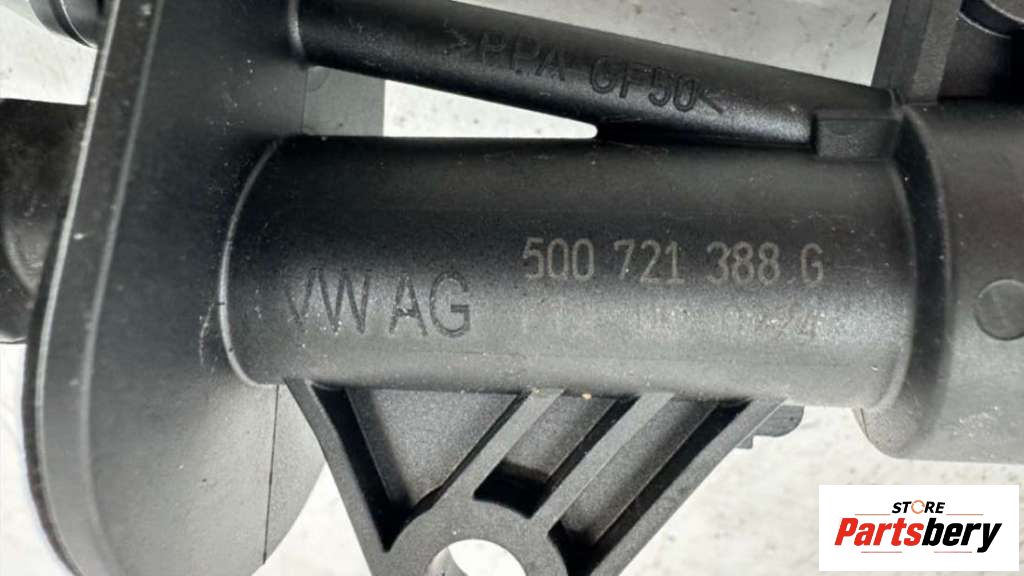 >PPA GF50<
VW AG
500 721 388 G
STORE
Partsbery